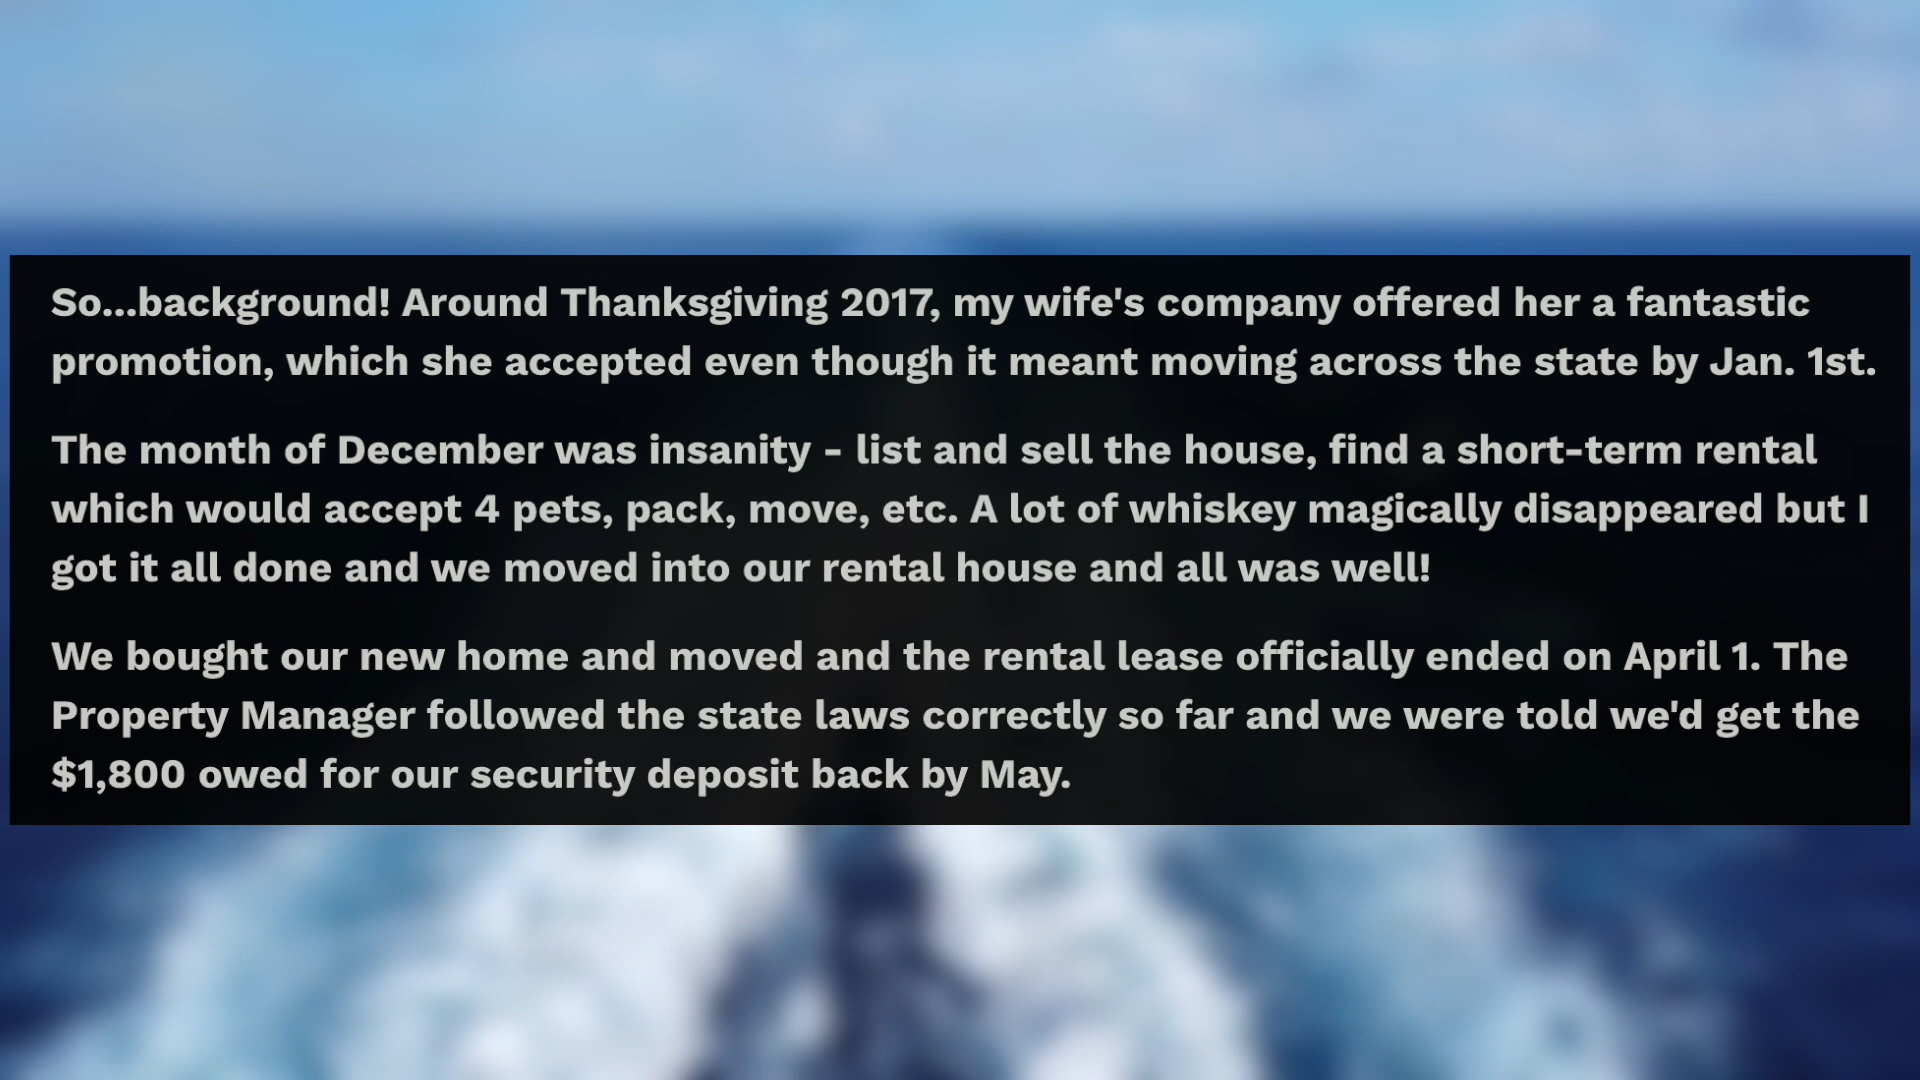 So...background! Around Thanksgiving 2017, my wife's company offered her a fantastic
promotion, which she accepted even though it meant moving across the state by Jan. 1st.
The month of December was insanity - list and sell the house, find a short-term rental
which would accept 4 pets, pack, move, etc. A lot of whiskey magically disappeared but I
got it all done and we moved into our rental house and all was well!
We bought our new home and moved and the rental lease officially ended on April 1. The
Property Manager followed the state laws correctly so far and we were told we'd get the
$1,800 owed for our security deposit back by May.